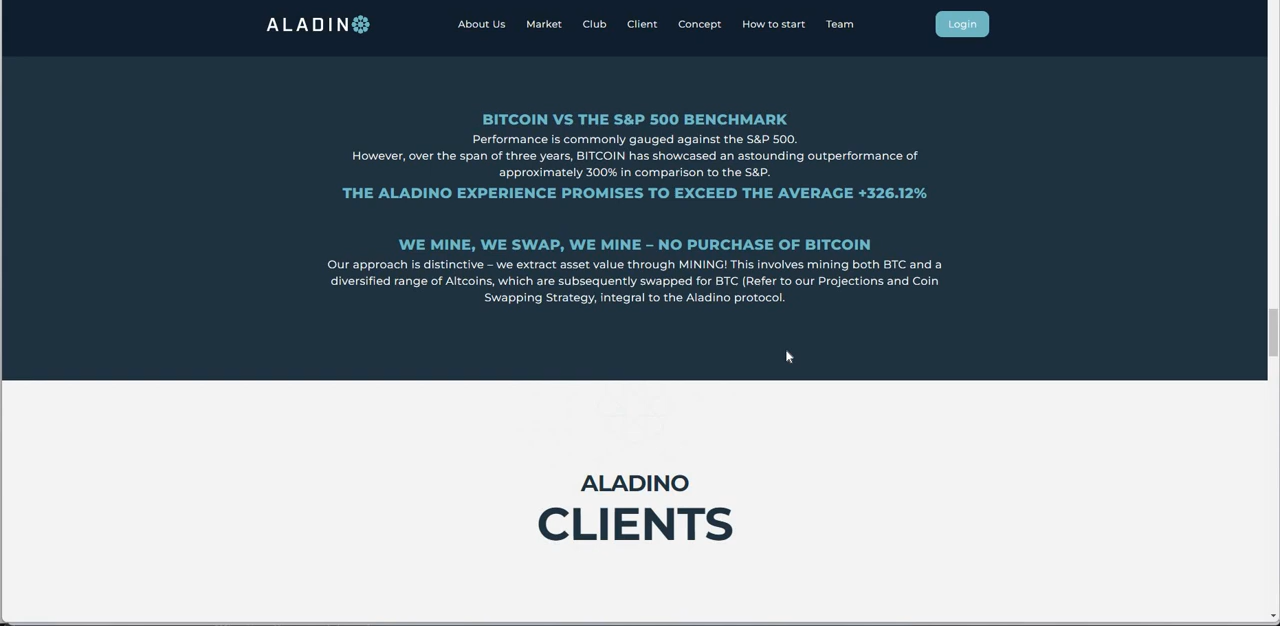 ALADINO
About Us Market Club Client Concept How to start Team Login
BITCOIN VS THE S&P 500 BENCHMARK
Performance is commonly gauged against the S&P 500.
However, over the span of three years, BITCOIN has showcased an astounding outperformance of
approximately 300% in comparison to the S&P.
THE ALADINO EXPERIENCE PROMISES TO EXCEED THE AVERAGE +326.12%
WE MINE, WE SWAP, WE MINE – NO PURCHASE OF BITCOIN
Our approach is distinctive – we extract asset value through MINING! This involves mining both BTC and a
diversified range of Altcoins, which are subsequently swapped for BTC (Refer to our Projections and Coin
Swapping Strategy, integral to the Aladino protocol.
ALADINO
CLIENTS